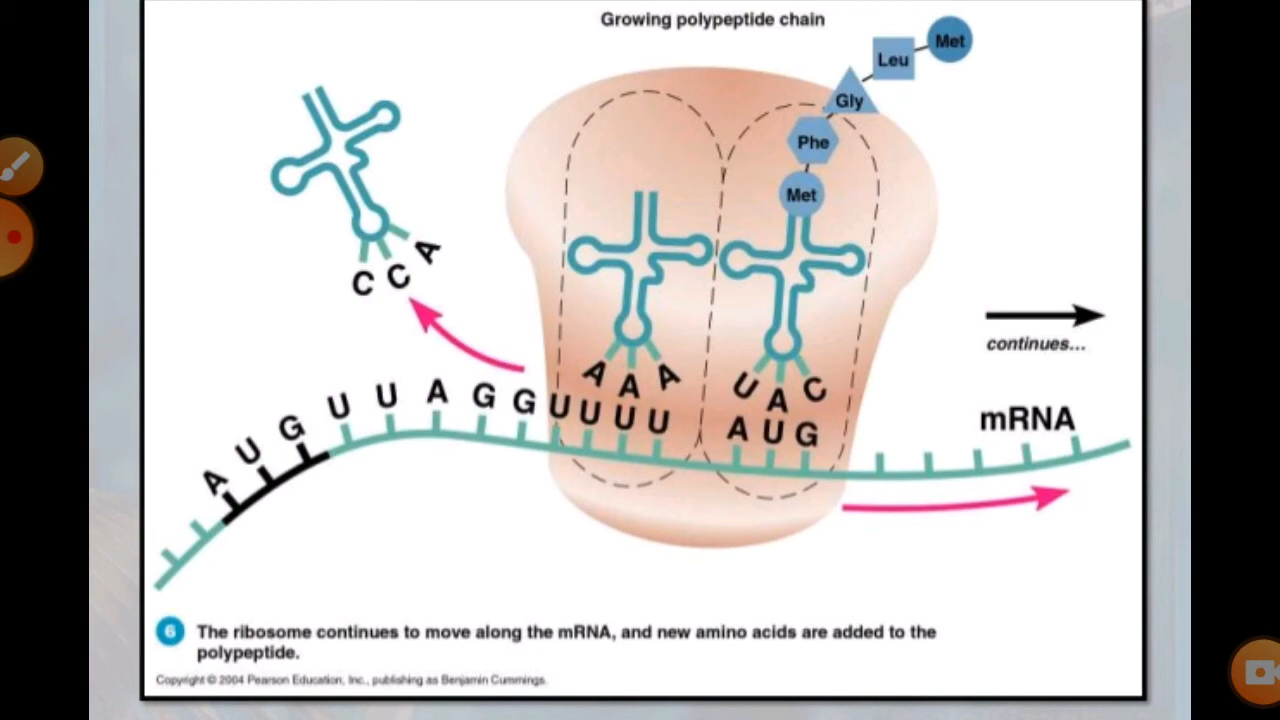 Growing polypeptide chain
Met
Leu
Gly
Phe
Met
C C A
A A A
U A C
continues...
A U G U U A G G U U U U A U G
mRNA
6 The ribosome continues to move along the mRNA, and new amino acids are added to the
polypeptide.
Copyright © 2004 Pearson Education, Inc., publishing as Benjamin Cummings.